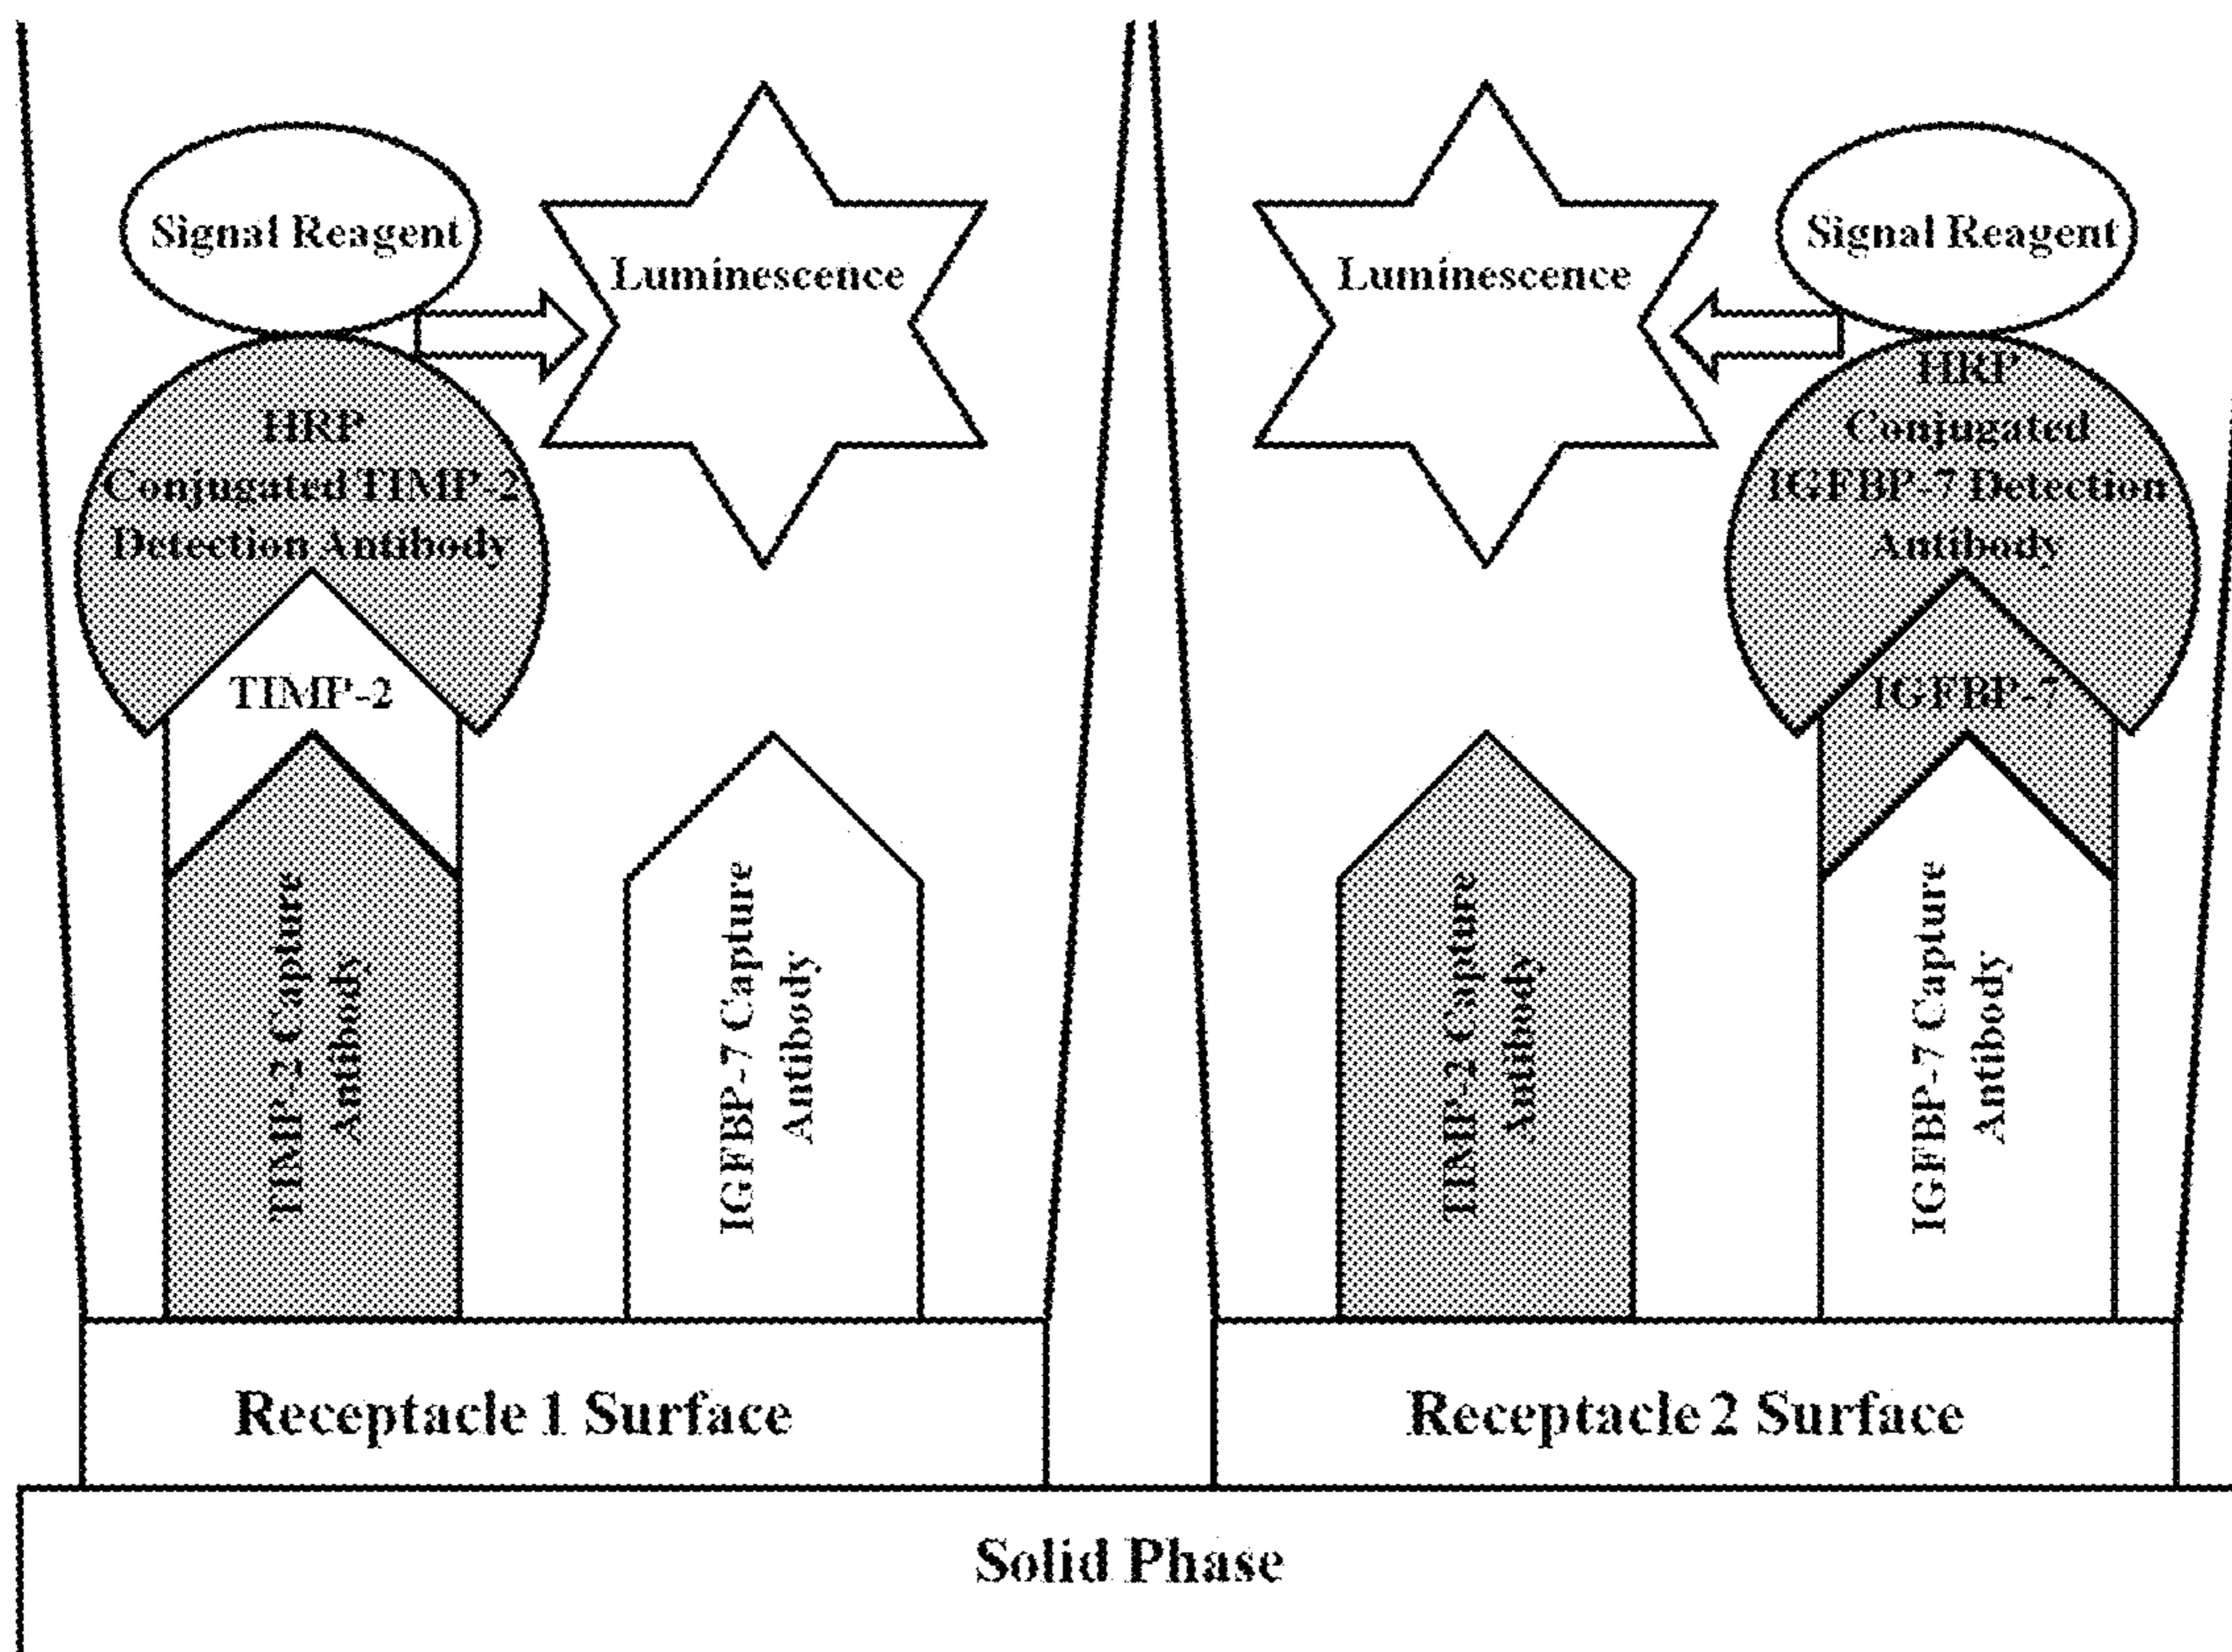 Signal Reagent
Luminescence
HRP
Conjugated TIMP-2
Detection Antibody
TIMP-2
TIMP-2 Capture
Antibody
IGFBP-7 Capture
Antibody
Receptacle 1 Surface
Luminescence
Signal Reagent
HRP
Conjugated
IGFBP-7 Detection
Antibody
IGFBP-7
TIMP-2 Capture
Antibody
IGFBP-7 Capture
Antibody
Receptacle 2 Surface
Solid Phase